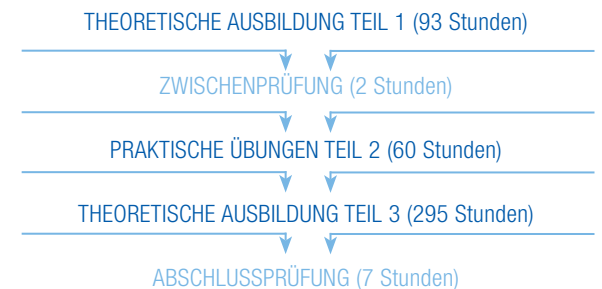 THEORETISCHE AUSBILDUNG TEIL 1 (93 Stunden)
ZWISCHENPRÜFUNG (2 Stunden)
PRAKTISCHE ÜBUNGEN TEIL 2 (60 Stunden)
THEORETISCHE AUSBILDUNG TEIL 3 (295 Stunden)
ABSCHLUSSPRÜFUNG (7 Stunden)